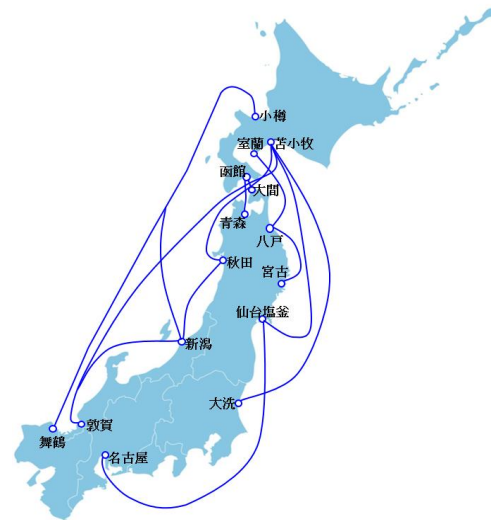 小樽
室蘭
苫小牧
函館
大間
青森
八戸
秋田
宮古
仙台塩釜
新潟
大洗
敦賀
舞鶴
名古屋